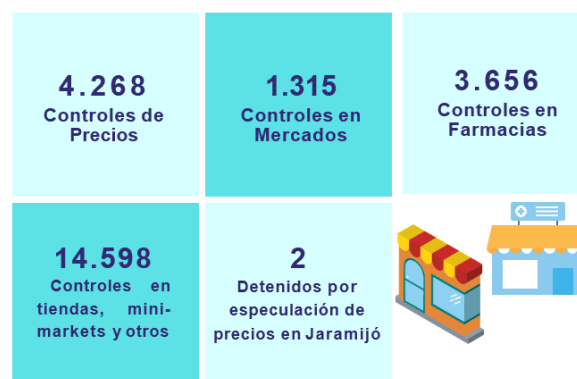 4.268
Controles de
Precios
1.315
Controles en
Mercados
3.656
Controles en
Farmacias
14.598
Controles en
tiendas, mini-
markets y otros
2
Detenidos por
especulación de
precios en Jaramijó